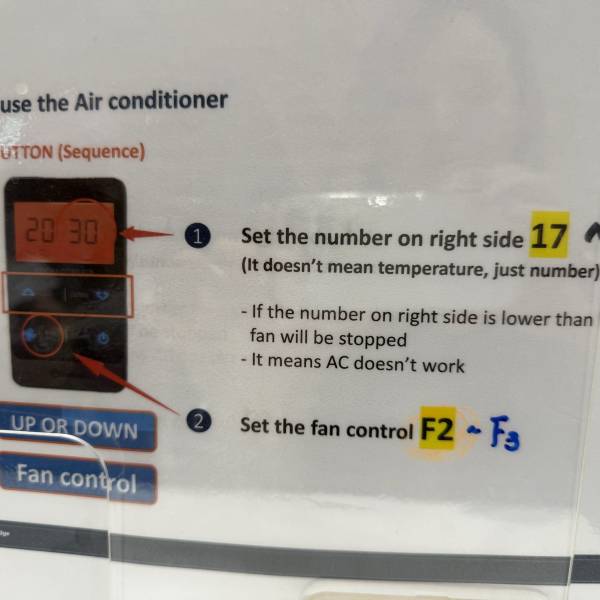 use the Air conditioner
UTTON (Sequence)
20 30
1 Set the number on right side 17
(It doesn't mean temperature, just number)
- If the number on right side is lower than
fan will be stopped
- It means AC doesn't work
2 Set the fan control F2 ~ F3
UP OR DOWN
Fan control